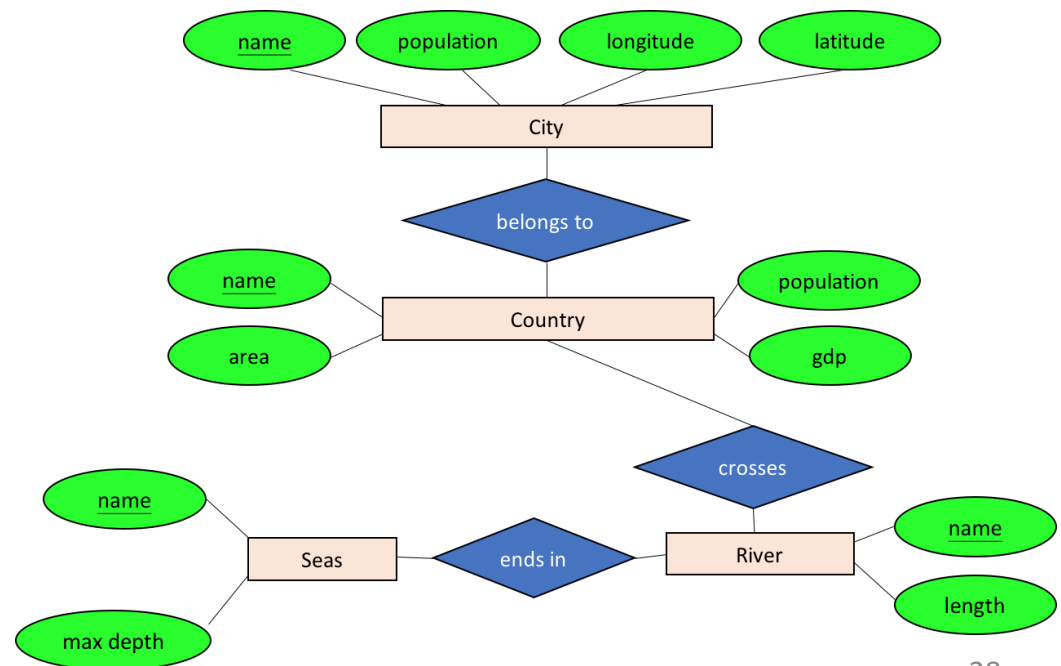 name
population
longitude
latitude
City
belongs to
name
population
Country
area
gdp
crosses
name
name
Seas
ends in
River
length
max depth